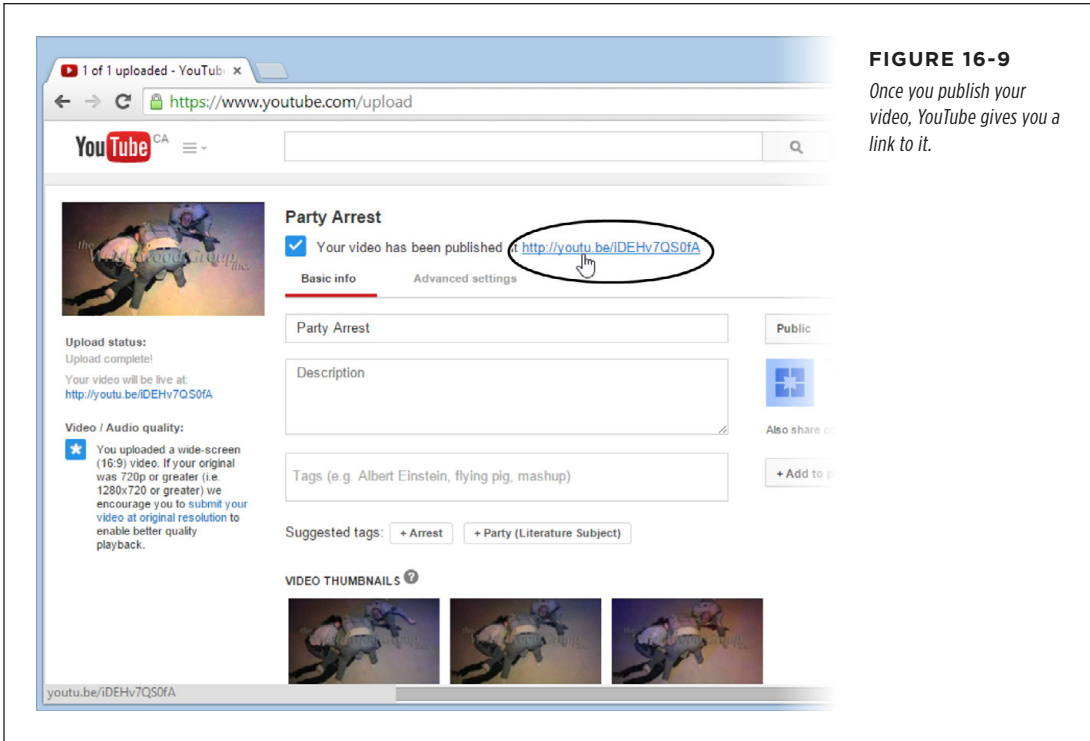 1 of 1 uploaded - YouTub
https://www.youtube.com/upload
YouTube CA
Party Arrest
Your video has been published at http://youtu.be/iDEHv7QS0fA
Basic info
Advanced settings
the
Wrightwood Group
inc.
Upload status:
Upload complete!
Your video will be live at:
http://youtu.be/iDEHv7QS0fA
Video / Audio quality:
You uploaded a wide-screen
(16:9) video. If your original
was 720p or greater (i.e.
1280x720 or greater) we
encourage you to submit your
video at original resolution to
enable better quality
playback.
Party Arrest
Description
Tags (e.g. Albert Einstein, flying pig, mashup)
Suggested tags: + Arrest + Party (Literature Subject)
VIDEO THUMBNAILS ?
Public
Also share
+ Add to
youtu.be/iDEHv7QS0fA
FIGURE 16-9
Once you publish your
video, YouTube gives you a
link to it.